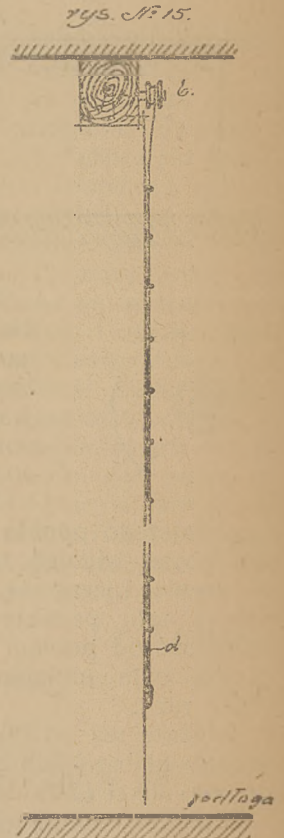 rys. № 15.
b.
d
podłoga